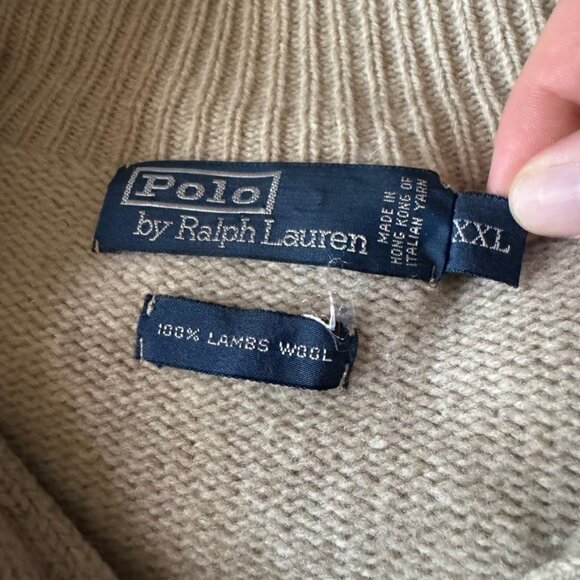 Polo
by Ralph Lauren
MADE IN
HONG KONG OF
ITALIAN YARN
XXL
100% LAMBS WOOL